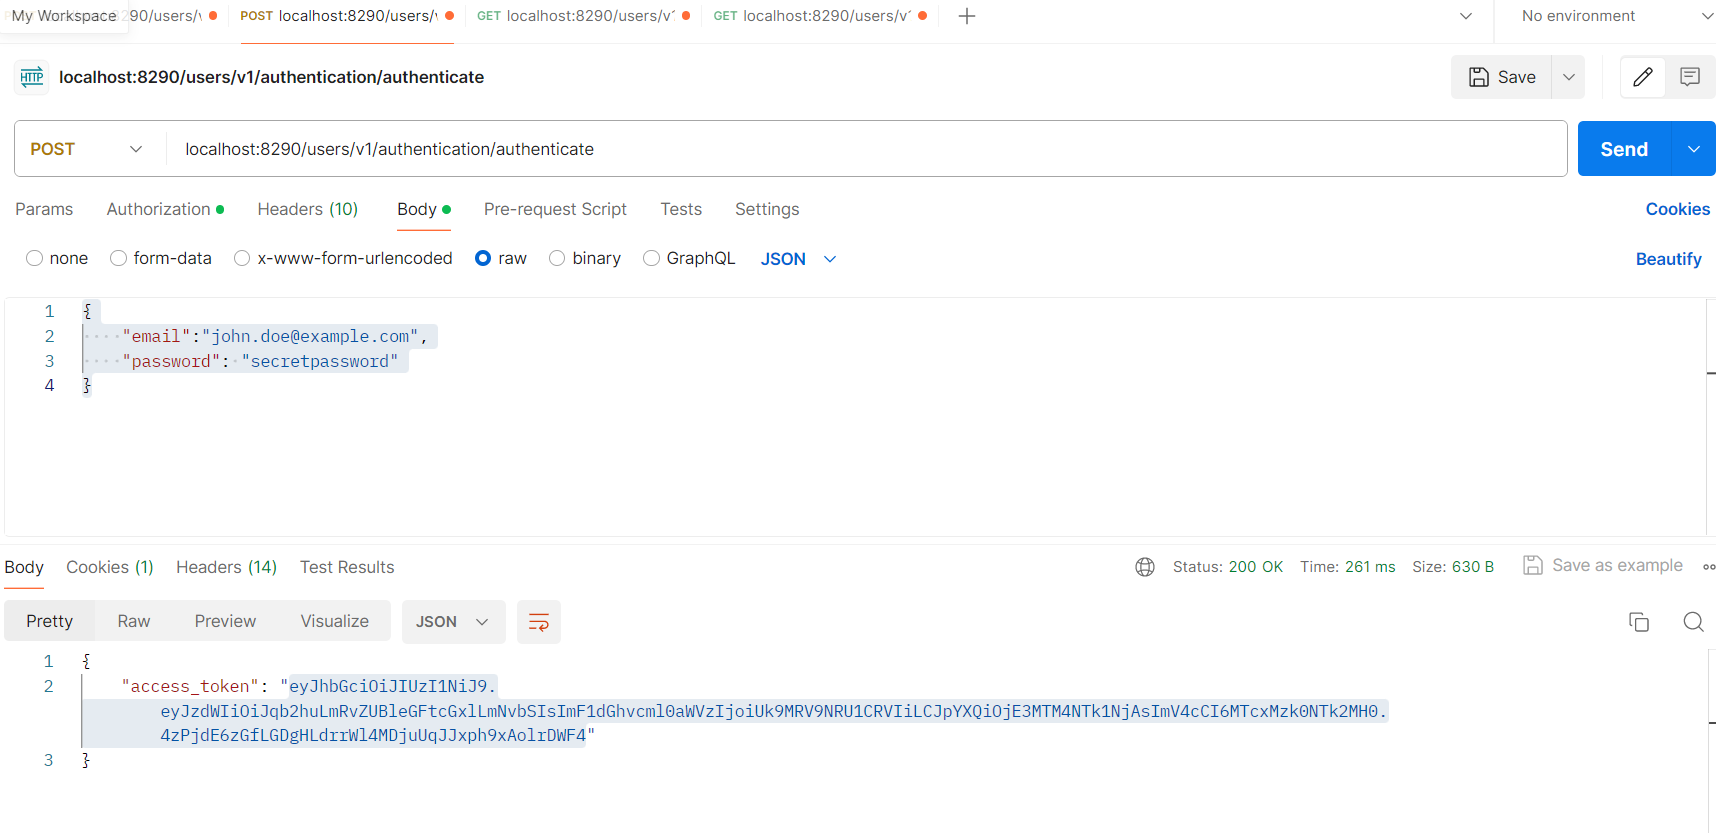 My Workspace 290/users/v
POST localhost:8290/users/v
GET localhost:8290/users/v1
GET localhost:8290/users/v1
No environment
HTTP localhost:8290/users/v1/authentication/authenticate
Save
POST localhost:8290/users/v1/authentication/authenticate
Send
Params Authorization Headers (10) Body Pre-request Script Tests Settings Cookies
none form-data x-www-form-urlencoded raw binary GraphQL JSON Beautify
1 {
2 "email":"john.doe@example.com",
3 "password": "secretpassword"
4 }
Body Cookies (1) Headers (14) Test Results Status: 200 OK Time: 261 ms Size: 630 B Save as example
Pretty Raw Preview Visualize JSON
1 {
2 "access_token": "eyJhbGciOiJIUzI1NiJ9.
eyJzdWIiOiJqb2huLmRvZUBleGFtcGxlLmNvbSIsImF1dGhvcml0aWVzIjoiUk9MRV9NRU1CRVIiLCJpYXQiOjE3MTM4NTk1NjAsImV4cCI6MTcxMzk0NTk2MH0.
4zPjdE6zGfLGDgHLdrrWl4MDjuUqJJxph9xAolrDWF4"
3 }